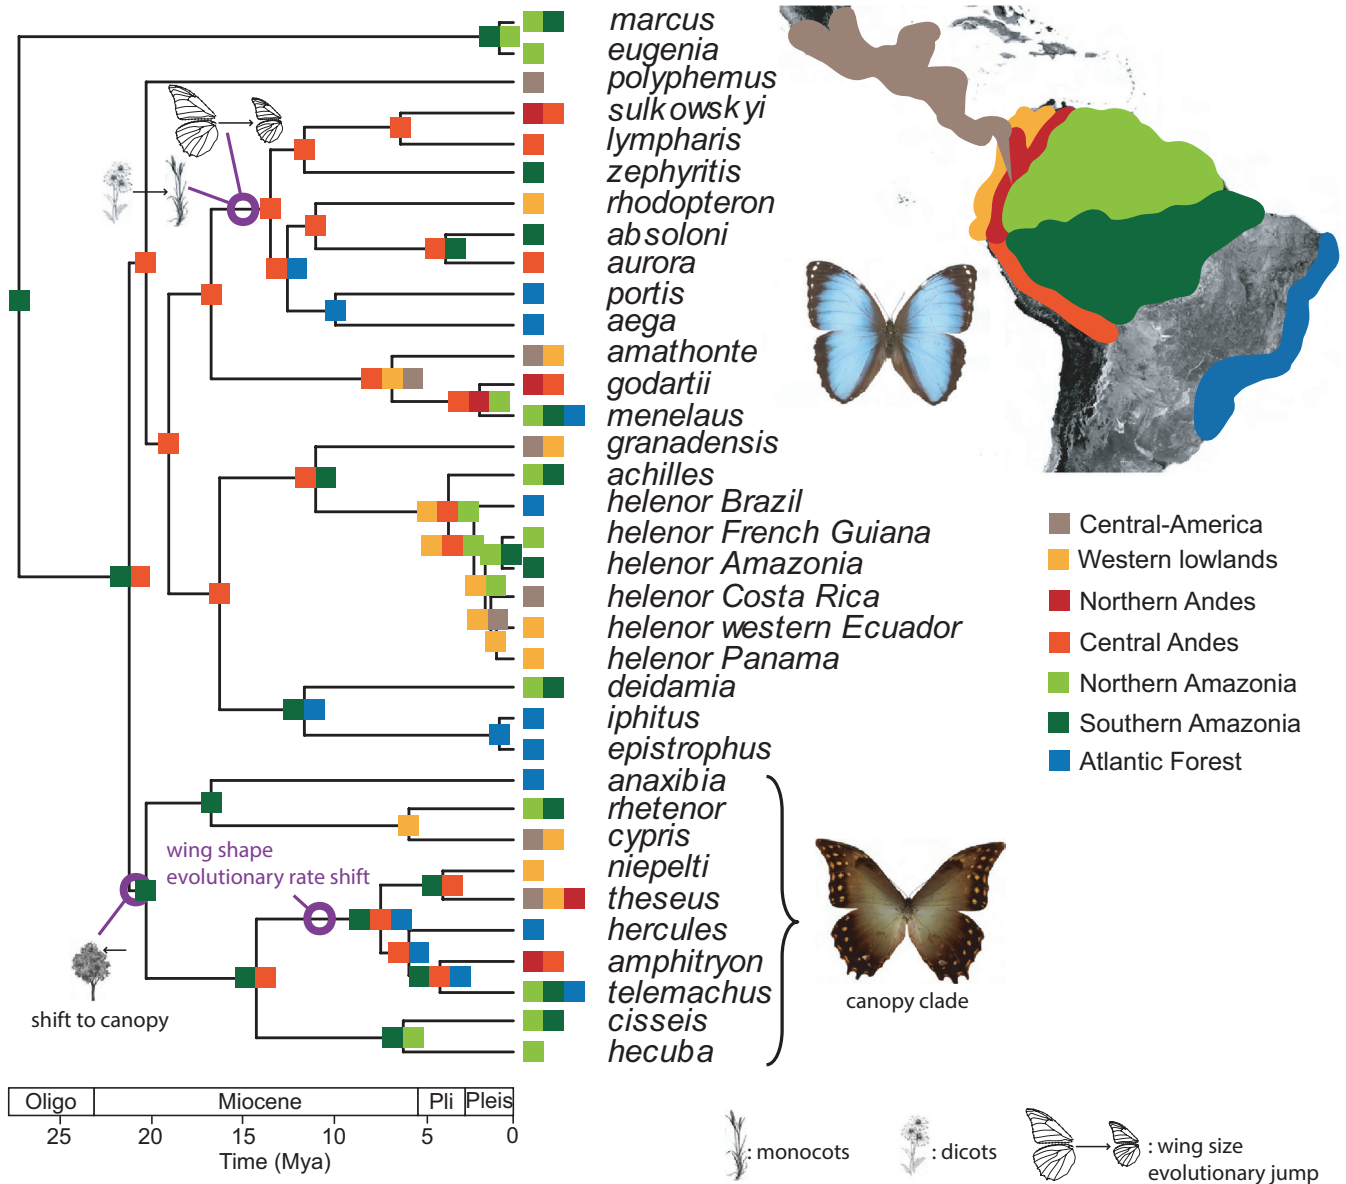 marcus
eugenia
polyphemus
sulkowskyi
lympharis
zephyritis
rhodopteron
absoloni
aurora
portis
aega
amathonte
godartii
menelaus
granadensis
achilles
helenor Brazil
helenor French Guiana
helenor Amazonia
helenor Costa Rica
helenor western Ecuador
helenor Panama
deidamia
iphitus
epistrophus
anaxibia
rhetenor
cypris
niepelti
theseus
hercules
amphitryon
telemachus
cisseis
hecuba
Central-America
Western lowlands
Northern Andes
Central Andes
Northern Amazonia
Southern Amazonia
Atlantic Forest
wing shape
evolutionary rate shift
shift to canopy
canopy clade
Oligo Miocene Pli Pleis
25 20 15 10 5 0
Time (Mya)
: monocots
: dicots
: wing size
evolutionary jump